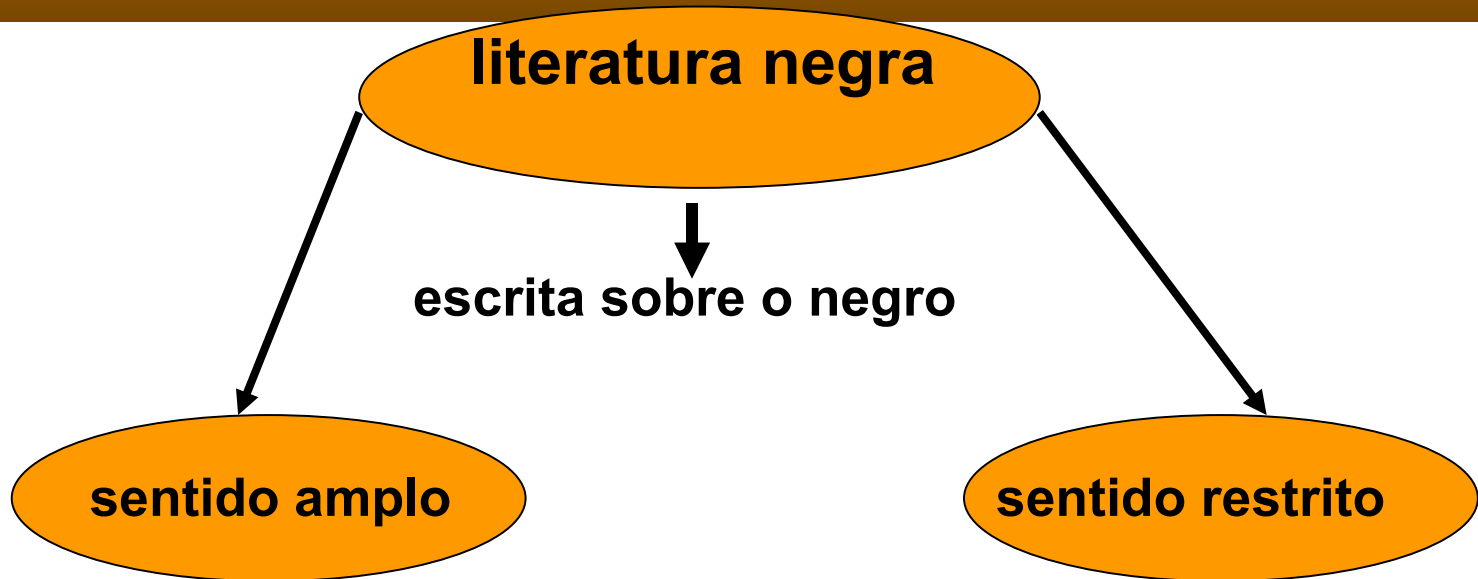 literatura negra
escrita sobre o negro
sentido amplo
sentido restrito